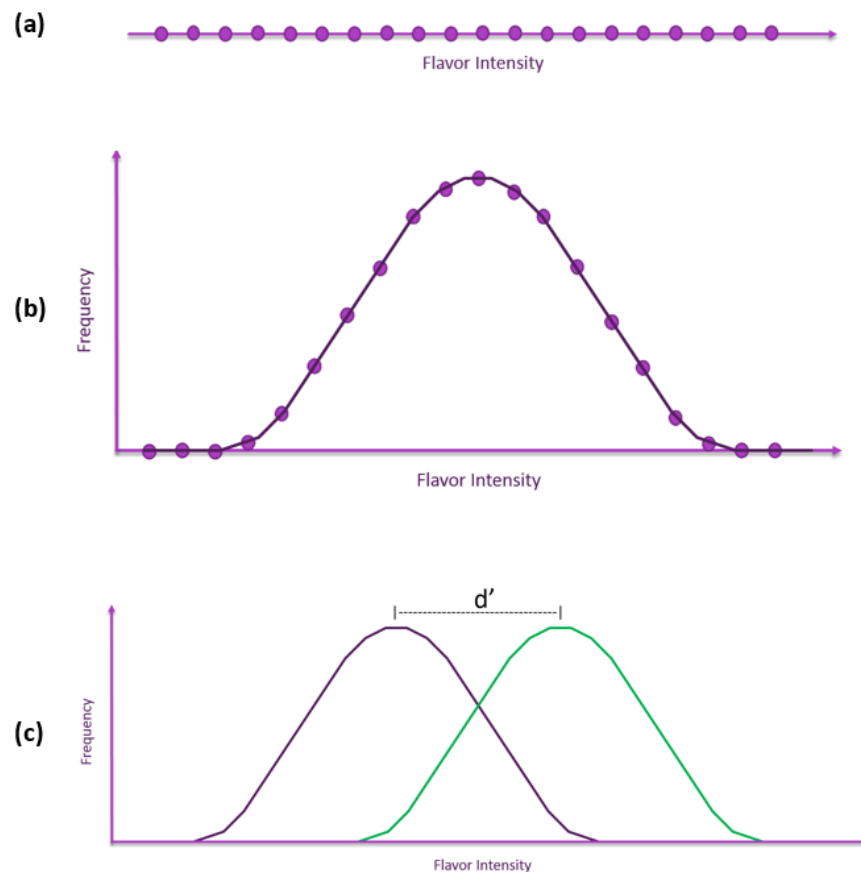 (a)
Flavor Intensity
(b)
Frequency
Flavor Intensity
d’
(c)
Frequency
Flavor Intensity